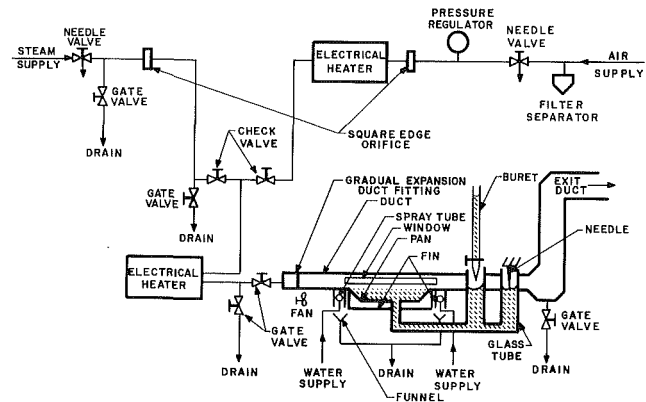 PRESSURE
REGULATOR
NEEDLE
VALVE
NEEDLE
VALVE
STEAM
SUPPLY
ELECTRICAL
HEATER
AIR
SUPPLY
GATE
VALVE
FILTER
SEPARATOR
SQUARE EDGE
ORIFICE
DRAIN
CHECK
VALVE
GATE
VALVE
DRAIN
GRADUAL EXPANSION
DUCT FITTING
DUCT
SPRAY TUBE
WINDOW
PAN
FIN
BURET
EXIT
DUCT
NEEDLE
ELECTRICAL
HEATER
FAN
GATE
VALVE
GATE
VALVE
GLASS
TUBE
DRAIN
WATER
SUPPLY
DRAIN
WATER
SUPPLY
DRAIN
FUNNEL